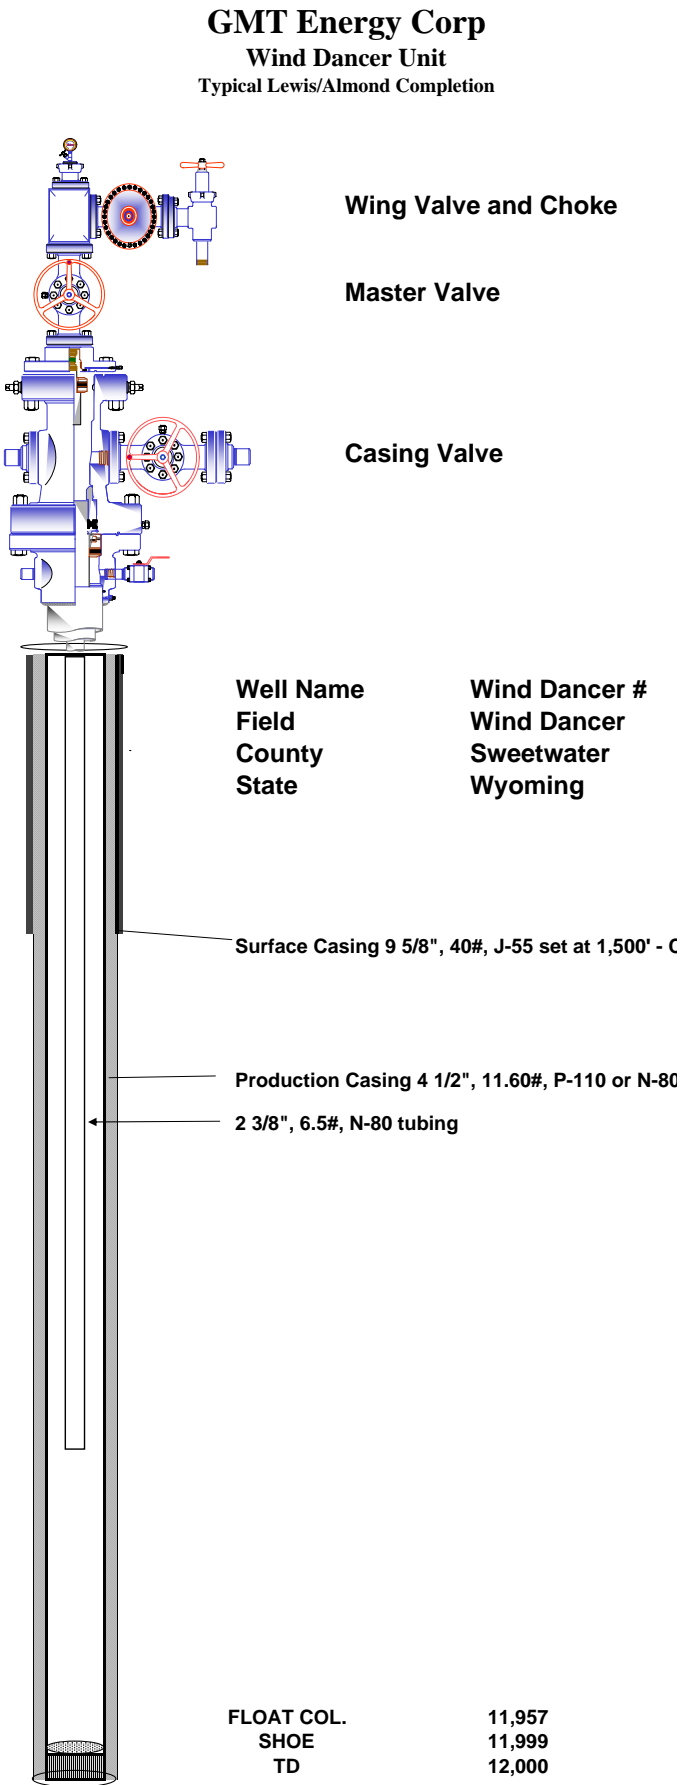 GMT Energy Corp
Wind Dancer Unit
Typical Lewis/Almond Completion
Wing Valve and Choke
Master Valve
Casing Valve
Well Name Wind Dancer #
Field Wind Dancer
County Sweetwater
State Wyoming
Surface Casing 9 5/8", 40#, J-55 set at 1,500' -
Production Casing 4 1/2", 11.60#, P-110 or N-80
2 3/8", 6.5#, N-80 tubing
FLOAT COL. 11,957
SHOE 11,999
TD 12,000